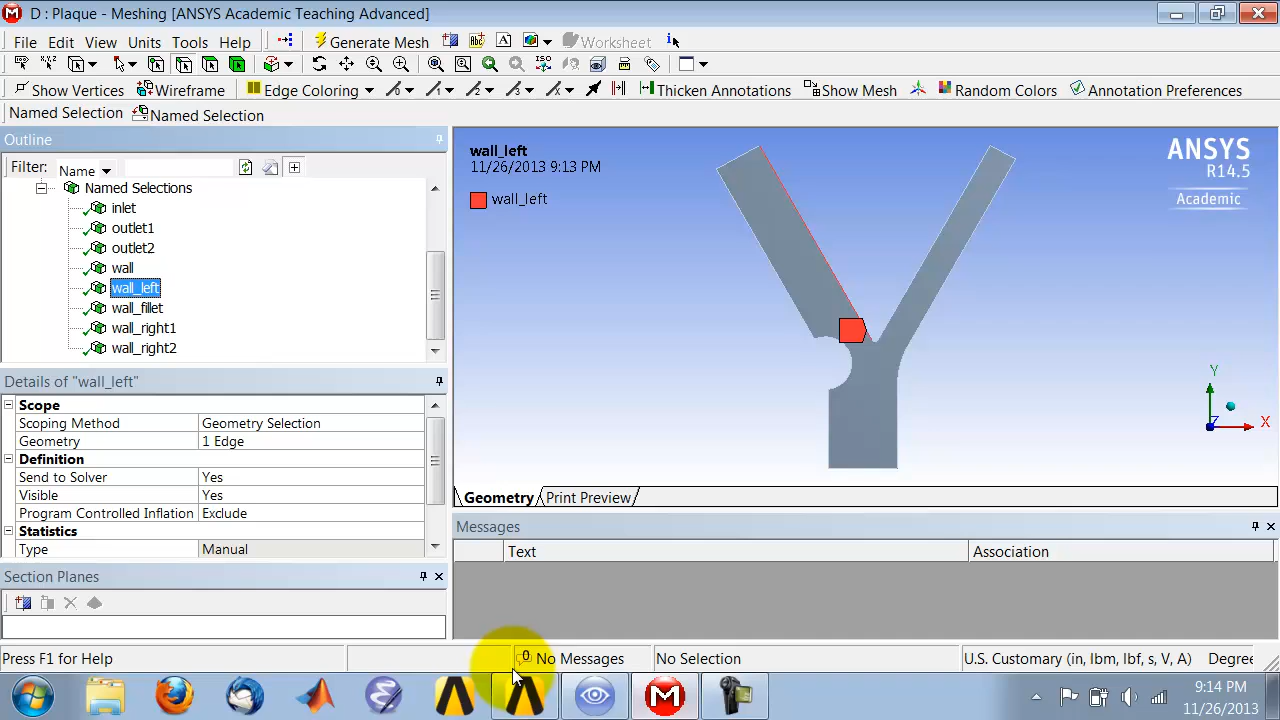 D : Plaque - Meshing [ANSYS Academic Teaching Advanced]
File Edit View Units Tools Help Generate Mesh Worksheet
Show Vertices Wireframe Edge Coloring Thicken Annotations Show Mesh Random Colors Annotation Preferences
Named Selection Named Selection
Outline
Filter: Name
Named Selections
inlet
outlet1
outlet2
wall
wall_left
wall_fillet
wall_right1
wall_right2
Details of "wall_left"
Scope
Scoping Method Geometry Selection
Geometry 1 Edge
Definition
Send to Solver Yes
Visible Yes
Program Controlled Inflation Exclude
Statistics
Type Manual
Section Planes
wall_left
11/26/2013 9:13 PM
wall_left
ANSYS
R14.5
Academic
Y
X
Z
Geometry Print Preview
Messages
Text Association
Press F1 for Help 0 No Messages No Selection U.S. Customary (in, lbm, lbf, s, V, A) Degree
9:14 PM
11/26/2013